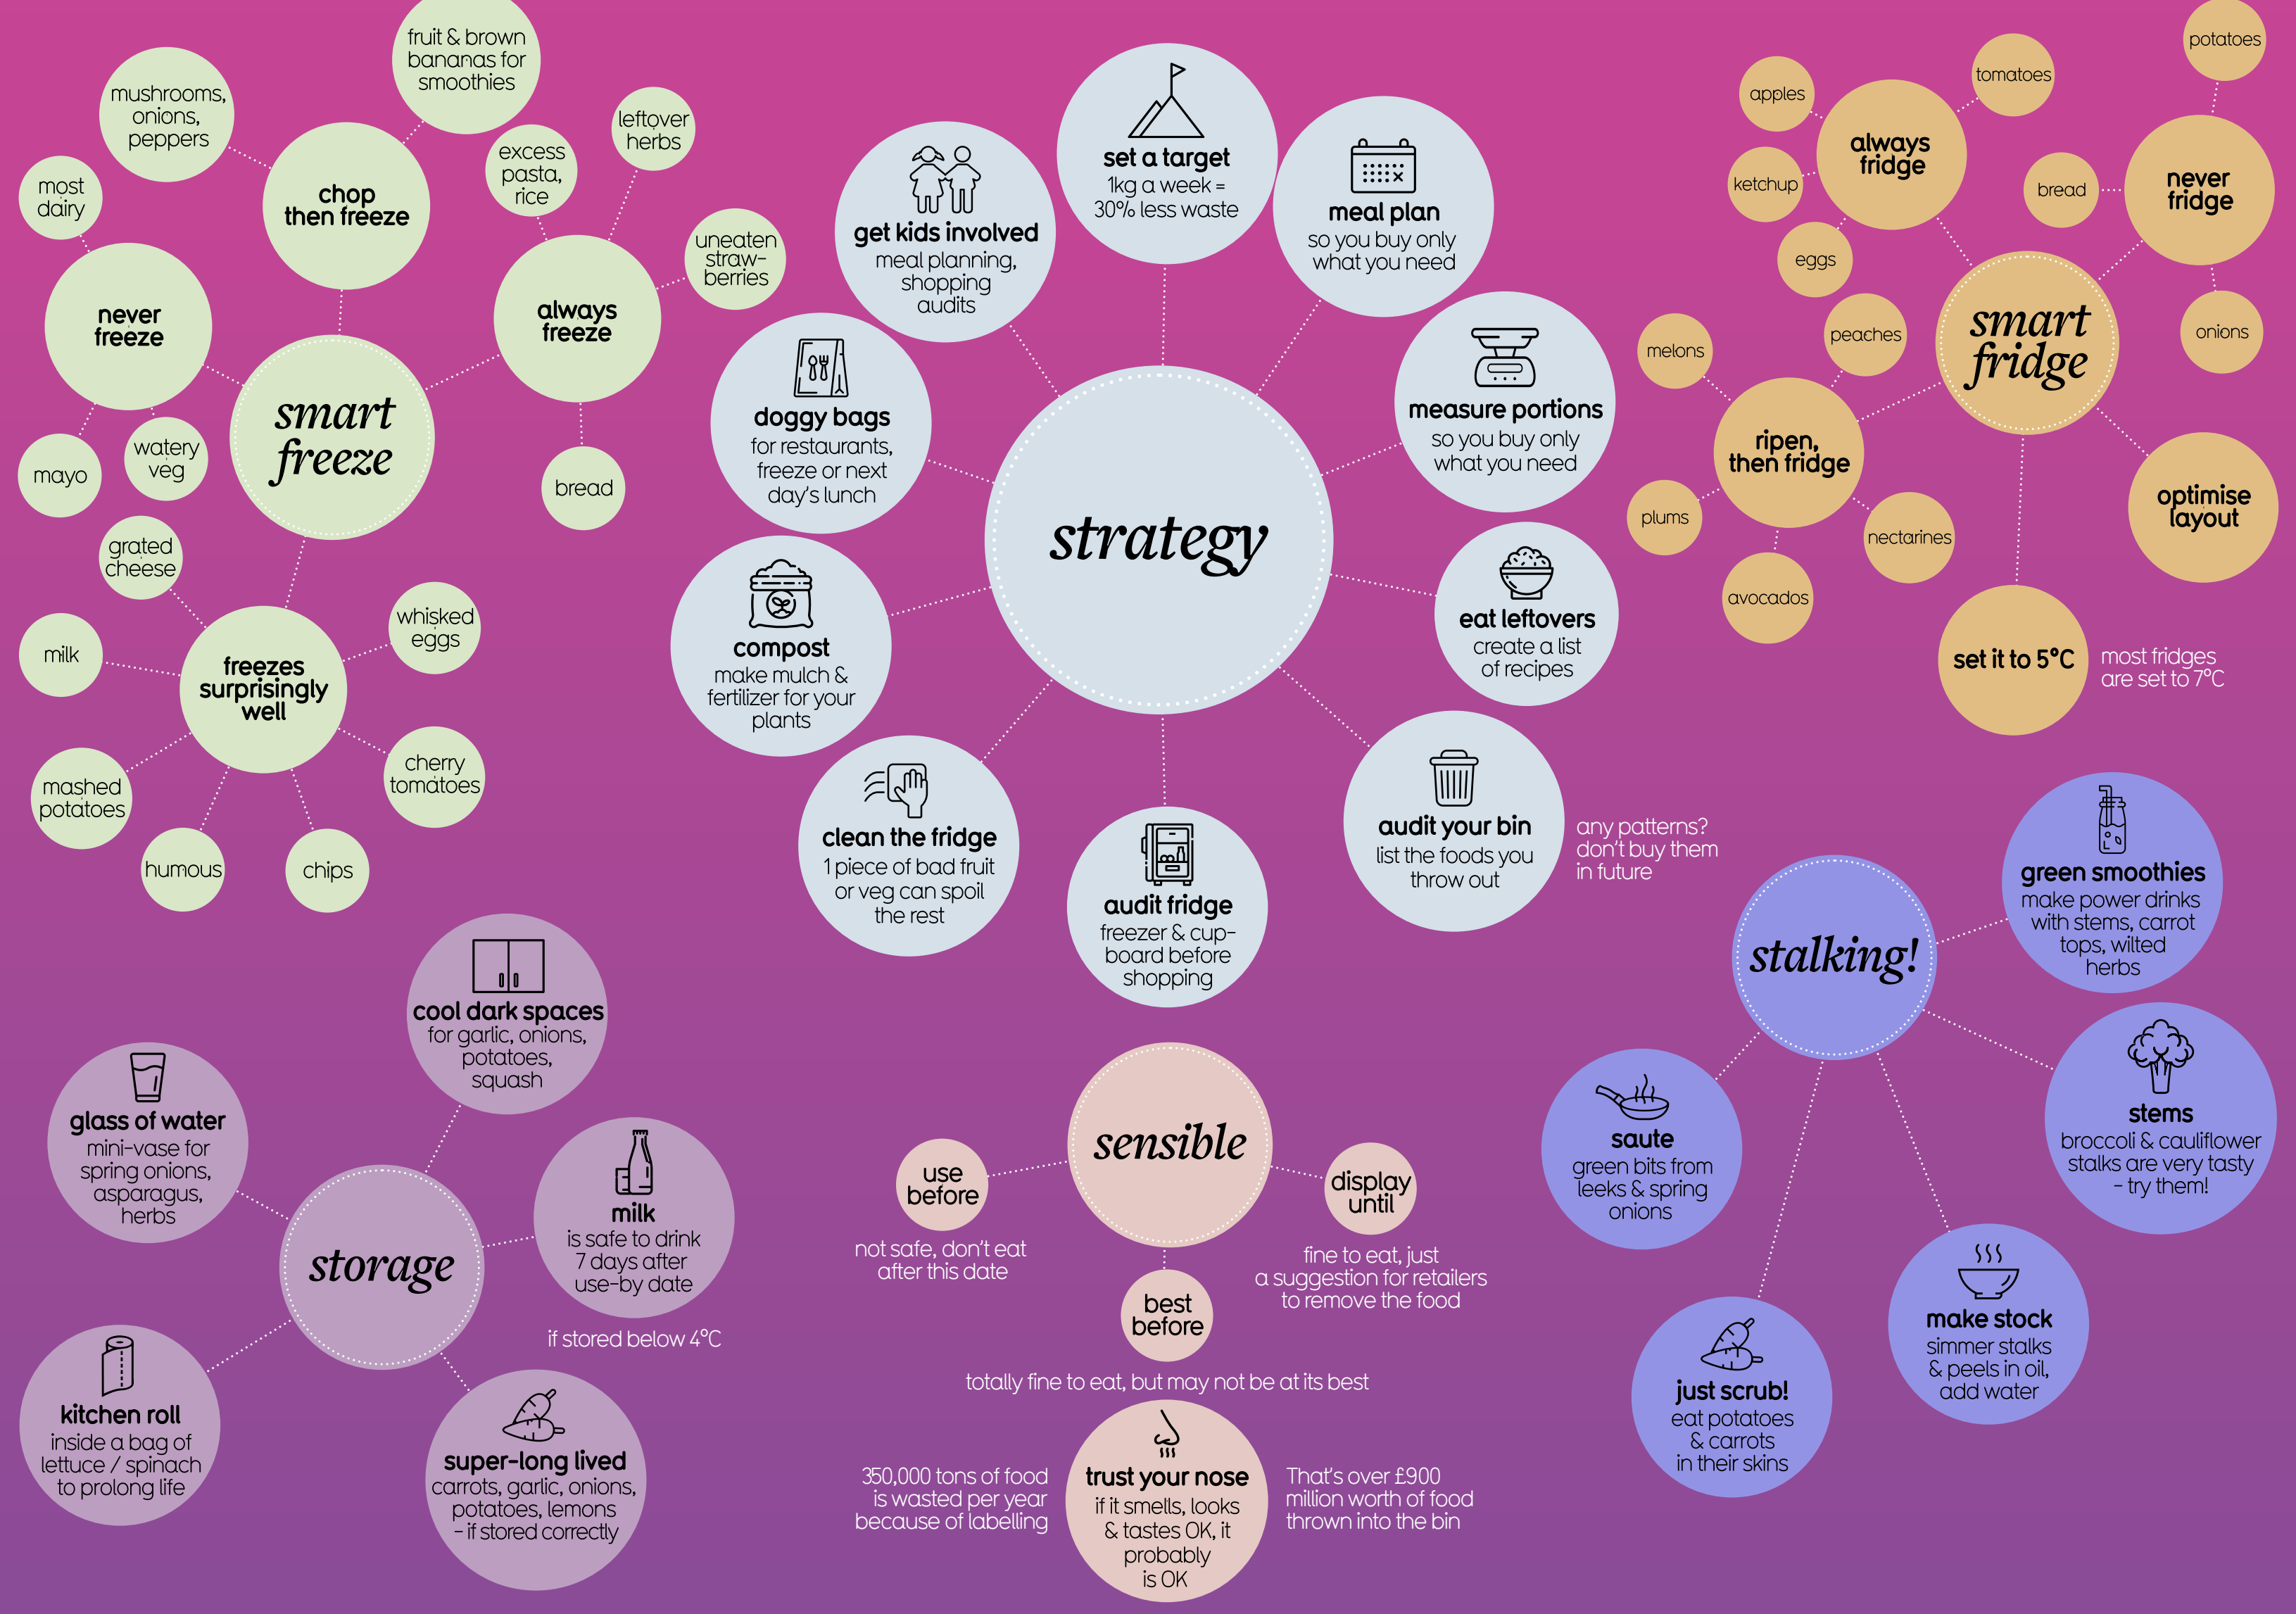 smart
freeze
chop
then freeze
mushrooms,
onions,
peppers
fruit & brown
bananas for
smoothies
never
freeze
most
dairy
mayo
watery
veg
always
freeze
excess
pasta,
rice
leftover
herbs
uneaten
straw-
berries
bread
freezes
surprisingly
well
grated
cheese
milk
mashed
potatoes
humous
chips
cherry
tomatoes
whisked
eggs
strategy
get kids involved
meal planning,
shopping
audits
set a target
1kg a week =
30% less waste
meal plan
so you buy only
what you need
measure portions
so you buy only
what you need
eat leftovers
create a list
of recipes
audit your bin
list the foods you
throw out
any patterns?
don't buy them
in future
audit fridge
freezer & cup-
board before
shopping
clean the fridge
1 piece of bad fruit
or veg can spoil
the rest
compost
make mulch &
fertilizer for your
plants
doggy bags
for restaurants,
freeze or next
day's lunch
smart
fridge
always
fridge
apples
tomatoes
ketchup
eggs
never
fridge
potatoes
bread
onions
ripen,
then fridge
melons
peaches
plums
avocados
nectarines
optimise
layout
set it to 5°C
most fridges
are set to 7°C
storage
cool dark spaces
for garlic, onions,
potatoes,
squash
glass of water
mini-vase for
spring onions,
asparagus,
herbs
milk
is safe to drink
7 days after
use-by date
if stored below 4°C
kitchen roll
inside a bag of
lettuce / spinach
to prolong life
super-long lived
carrots, garlic, onions,
potatoes, lemons
- if stored correctly
sensible
use
before
not safe, don't eat
after this date
display
until
fine to eat, just
a suggestion for retailers
to remove the food
best
before
totally fine to eat, but may not be at its best
trust your nose
if it smells, looks
& tastes OK, it
probably
is OK
350,000 tons of food
is wasted per year
because of labelling
That's over £900
million worth of food
thrown into the bin
stalking!
green smoothies
make power drinks
with stems, carrot
tops, wilted
herbs
stems
broccoli & cauliflower
stalks are very tasty
- try them!
saute
green bits from
leeks & spring
onions
make stock
simmer stalks
& peels in oil,
add water
just scrub!
eat potatoes
& carrots
in their skins